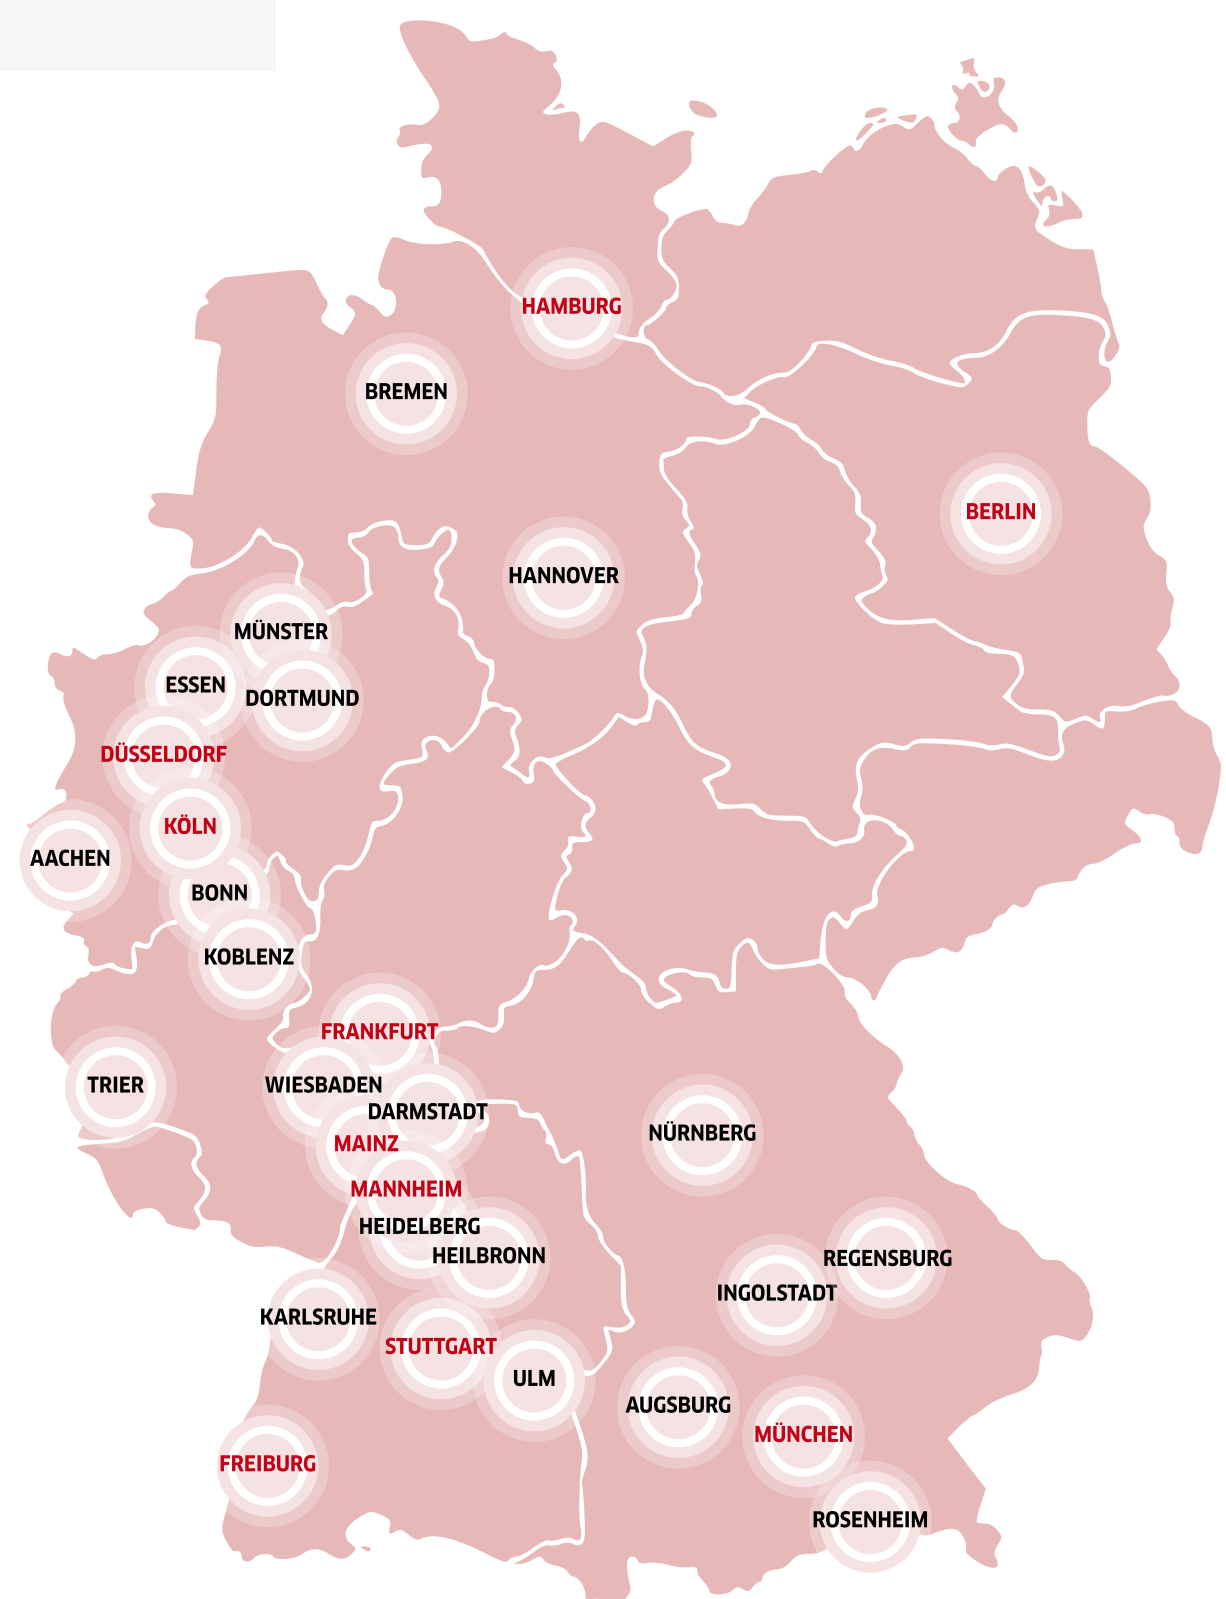 HAMBURG
BREMEN
BERLIN
HANNOVER
MÜNSTER
ESSEN
DORTMUND
DÜSSELDORF
KÖLN
AACHEN
BONN
KOBLENZ
FRANKFURT
TRIER
WIESBADEN
DARMSTADT
NÜRNBERG
MAINZ
MANNHEIM
HEIDELBERG
HEILBRONN
REGENSBURG
INGOLSTADT
KARLSRUHE
STUTTGART
ULM
AUGSBURG
MÜNCHEN
FREIBURG
ROSENHEIM